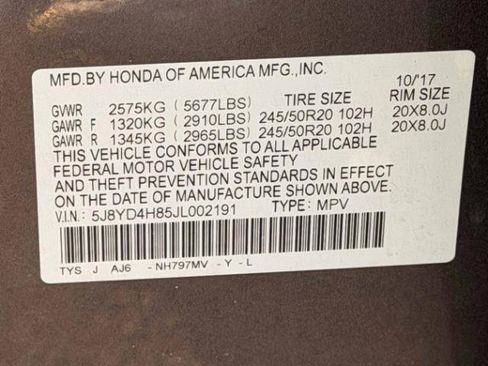 MFD.BY HONDA OF AMERICA MFG.,INC.
10/'17
GVWR 2575KG (5677LBS) TIRE SIZE RIM SIZE
GAWR F 1320KG (2910LBS) 245/50R20 102H 20X8.0J
GAWR R 1345KG (2965LBS) 245/50R20 102H 20X8.0J
THIS VEHICLE CONFORMS TO ALL APPLICABLE
FEDERAL MOTOR VEHICLE SAFETY
AND THEFT PREVENTION STANDARDS IN EFFECT
ON THE DATE OF MANUFACTURE SHOWN ABOVE.
V.I.N.: 5J8YD4H85JL002191 TYPE: MPV
TYS J AJ6 -NH797MV -Y -L